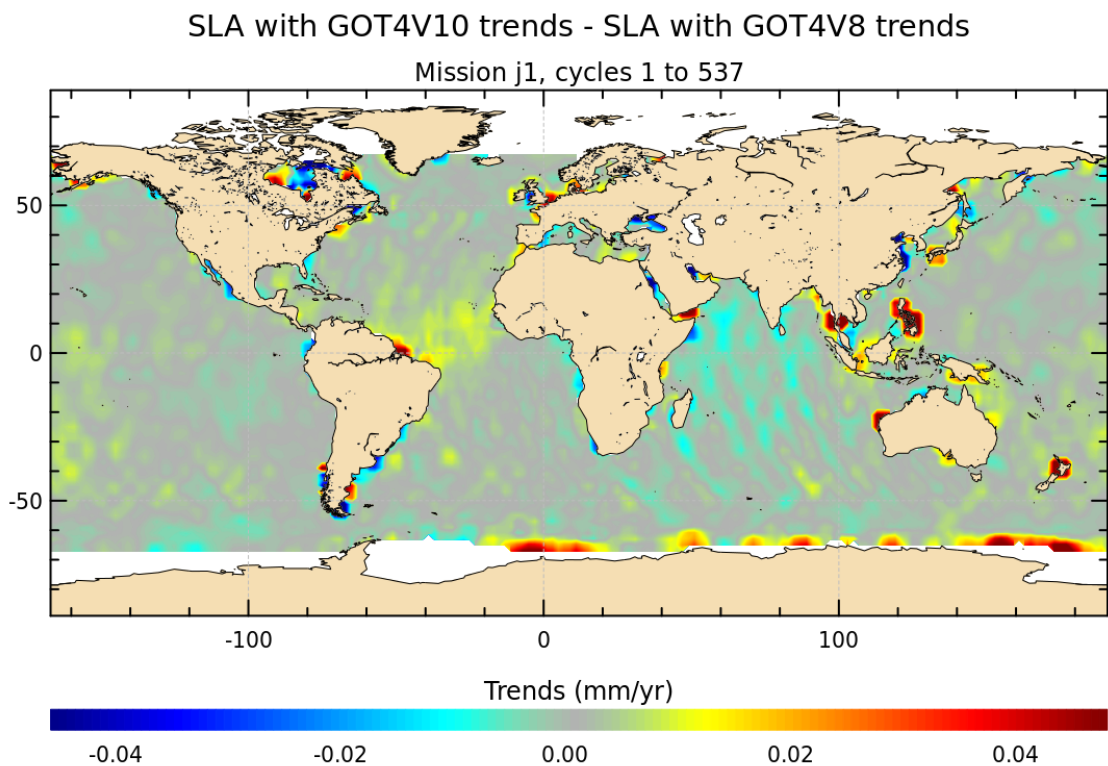 SLA with GOT4V10 trends - SLA with GOT4V8 trends
Mission j1, cycles 1 to 537
50
0
-50
-100 0 100
Trends (mm/yr)
-0.04 -0.02 0.00 0.02 0.04